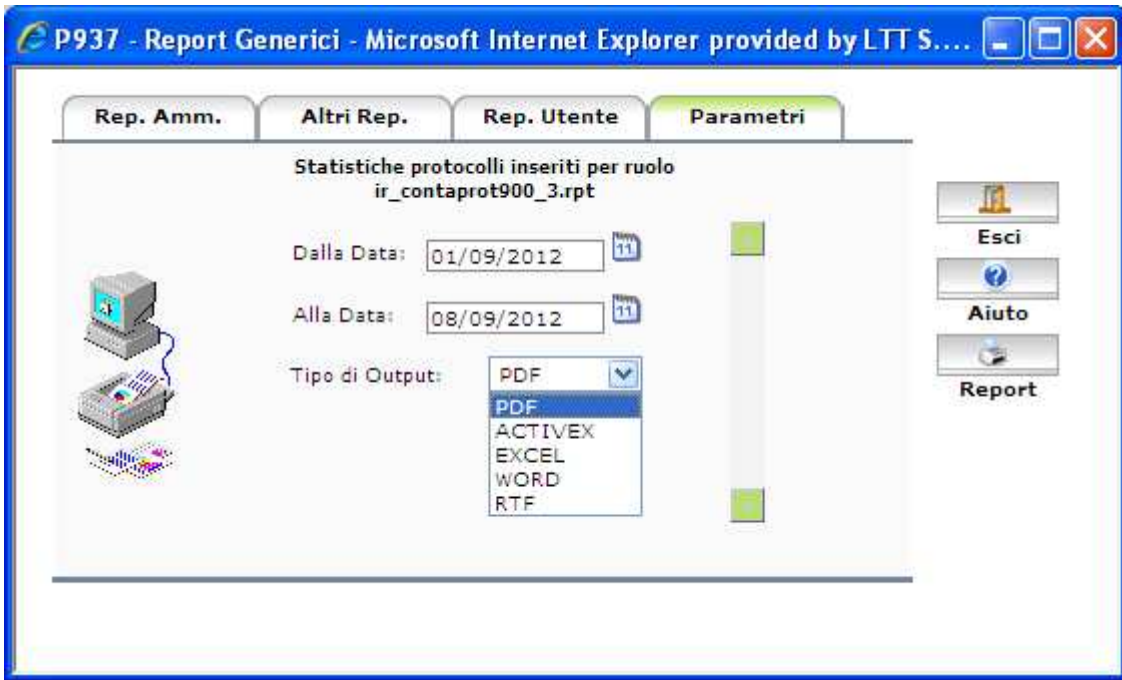 P937 - Report Generici - Microsoft Internet Explorer provided by LTT S....
Rep. Amm. Altri Rep. Rep. Utente Parametri
Statistiche protocolli inseriti per ruolo
ir_contaprot900_3.rpt
Dalla Data: 01/09/2012 11
Alla Data: 08/09/2012 11
Tipo di Output: PDF
PDF
ACTIVEX
EXCEL
WORD
RTF
Esci
Aiuto
Report